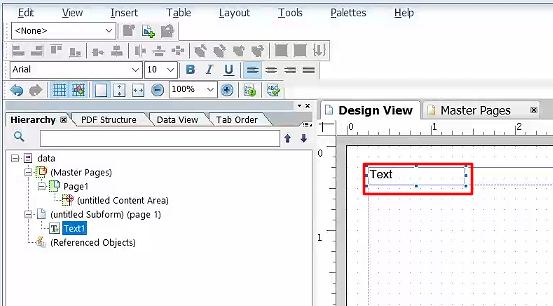 Edit View Insert Table Layout Tools Palettes Help
<None>
Arial 10 B I U
100%
Hierarchy PDF Structure Data View Tab Order
data
(Master Pages)
Page1
(untitled Content Area)
(untitled Subform) (page 1)
Text1
(Referenced Objects)
Design View Master Pages
0 1 2
0
Text
1